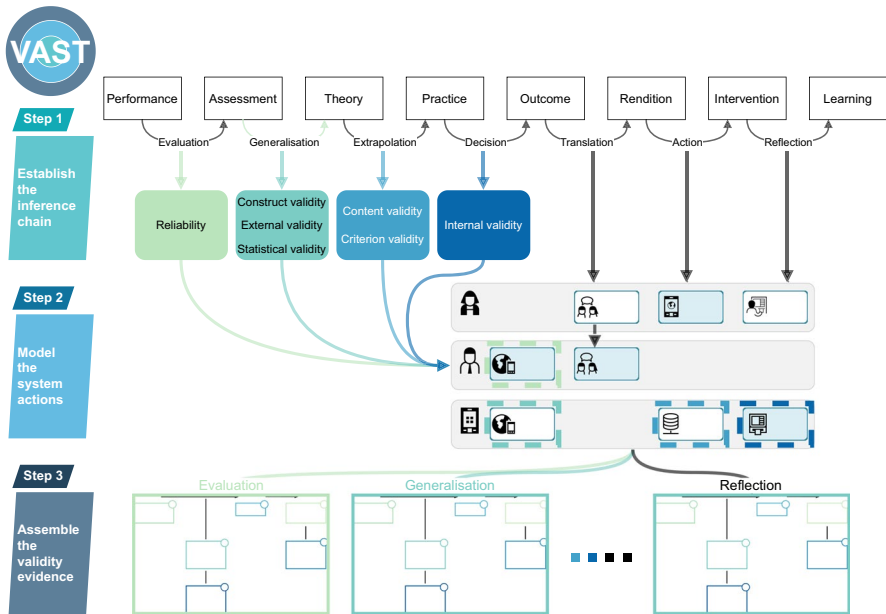 VAST
Performance
Assessment
Theory
Practice
Outcome
Rendition
Intervention
Learning
Step 1
Evaluation
Generalisation
Extrapolation
Decision
Translation
Action
Reflection
Establish
the
inference
chain
Reliability
Construct validity
External validity
Statistical validity
Content validity
Criterion validity
Internal validity
Step 2
Model
the
system
actions
Step 3
Assemble
the
validity
evidence
Evaluation
Generalisation
Reflection